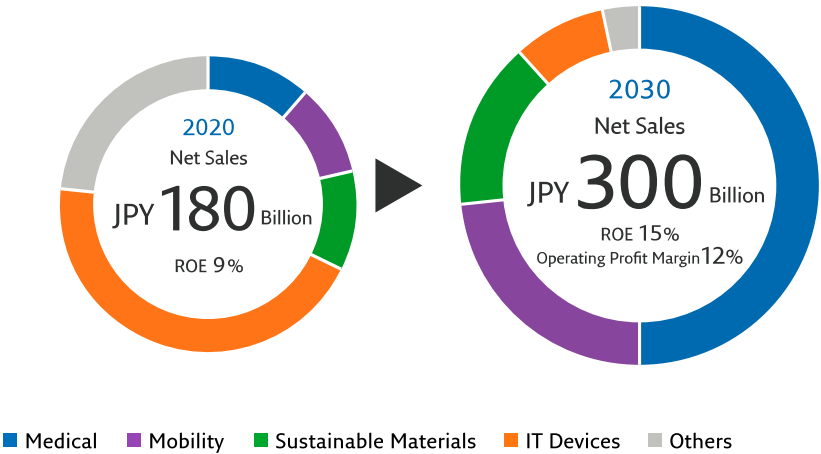 2020
Net Sales
JPY 180 Billion
ROE 9%
2030
Net Sales
JPY 300 Billion
ROE 15%
Operating Profit Margin 12%
Medical
Mobility
Sustainable Materials
IT Devices
Others